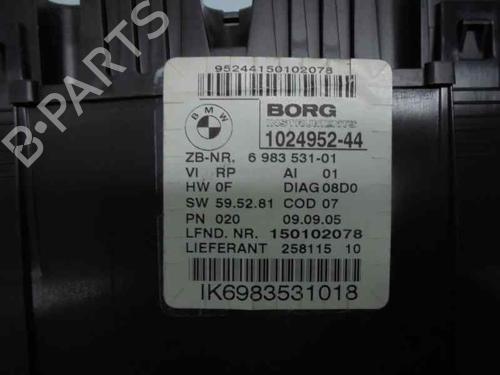 95244150102078
BMW
BORG
INSTRUMENTS
1024952-44
ZB-NR. 6 983 531-01
VI RP AI 01
HW 0F DIAG 08D0
SW 59.52.81 COD 07
PN 020 09.09.05
LFND. NR. 150102078
LIEFERANT 258115 10
IK6983531018
B-PARTS